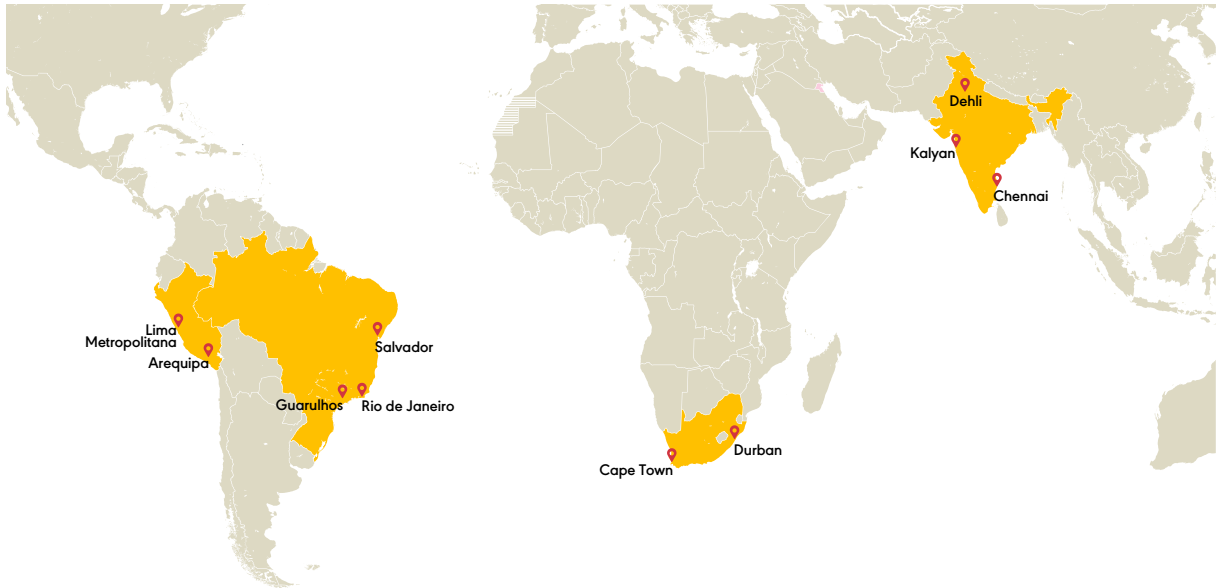 Dehli
Kalyan
Chennai
Lima
Metropolitana
Arequipa
Salvador
Guarulhos
Rio de Janeiro
Durban
Cape Town